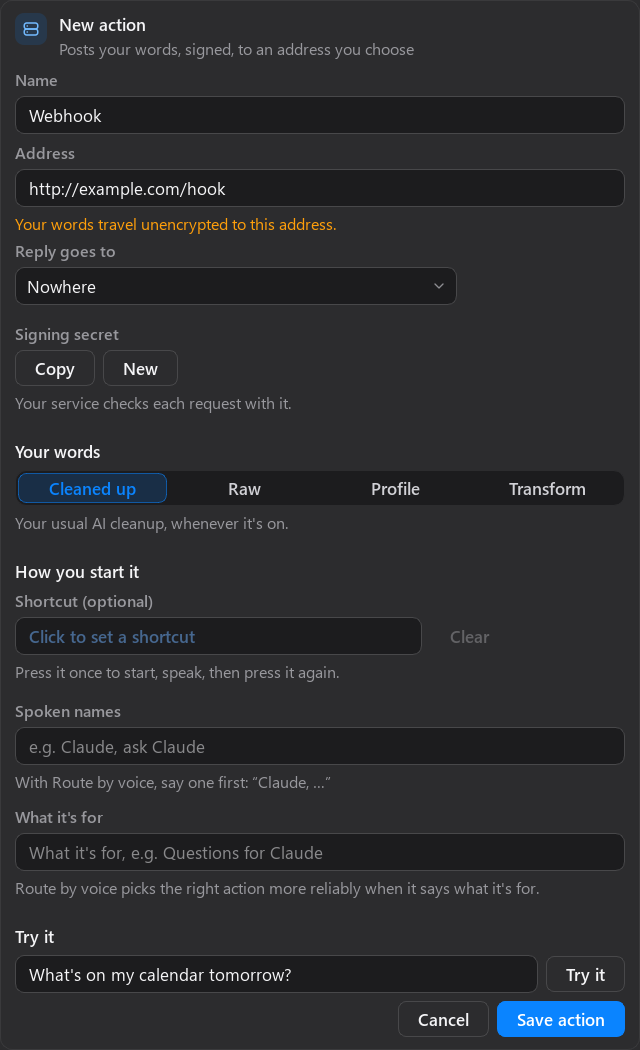 New action
Posts your words, signed, to an address you choose
Name
Webhook
Address
http://example.com/hook
Your words travel unencrypted to this address.
Reply goes to
Nowhere
Signing secret
Copy New
Your service checks each request with it.
Your words
Cleaned up Raw Profile Transform
Your usual AI cleanup, whenever it's on.
How you start it
Shortcut (optional)
Click to set a shortcut Clear
Press it once to start, speak, then press it again.
Spoken names
e.g. Claude, ask Claude
With Route by voice, say one first: “Claude, …”
What it's for
What it's for, e.g. Questions for Claude
Route by voice picks the right action more reliably when it says what it's for.
Try it
What's on my calendar tomorrow? Try it
Cancel Save action